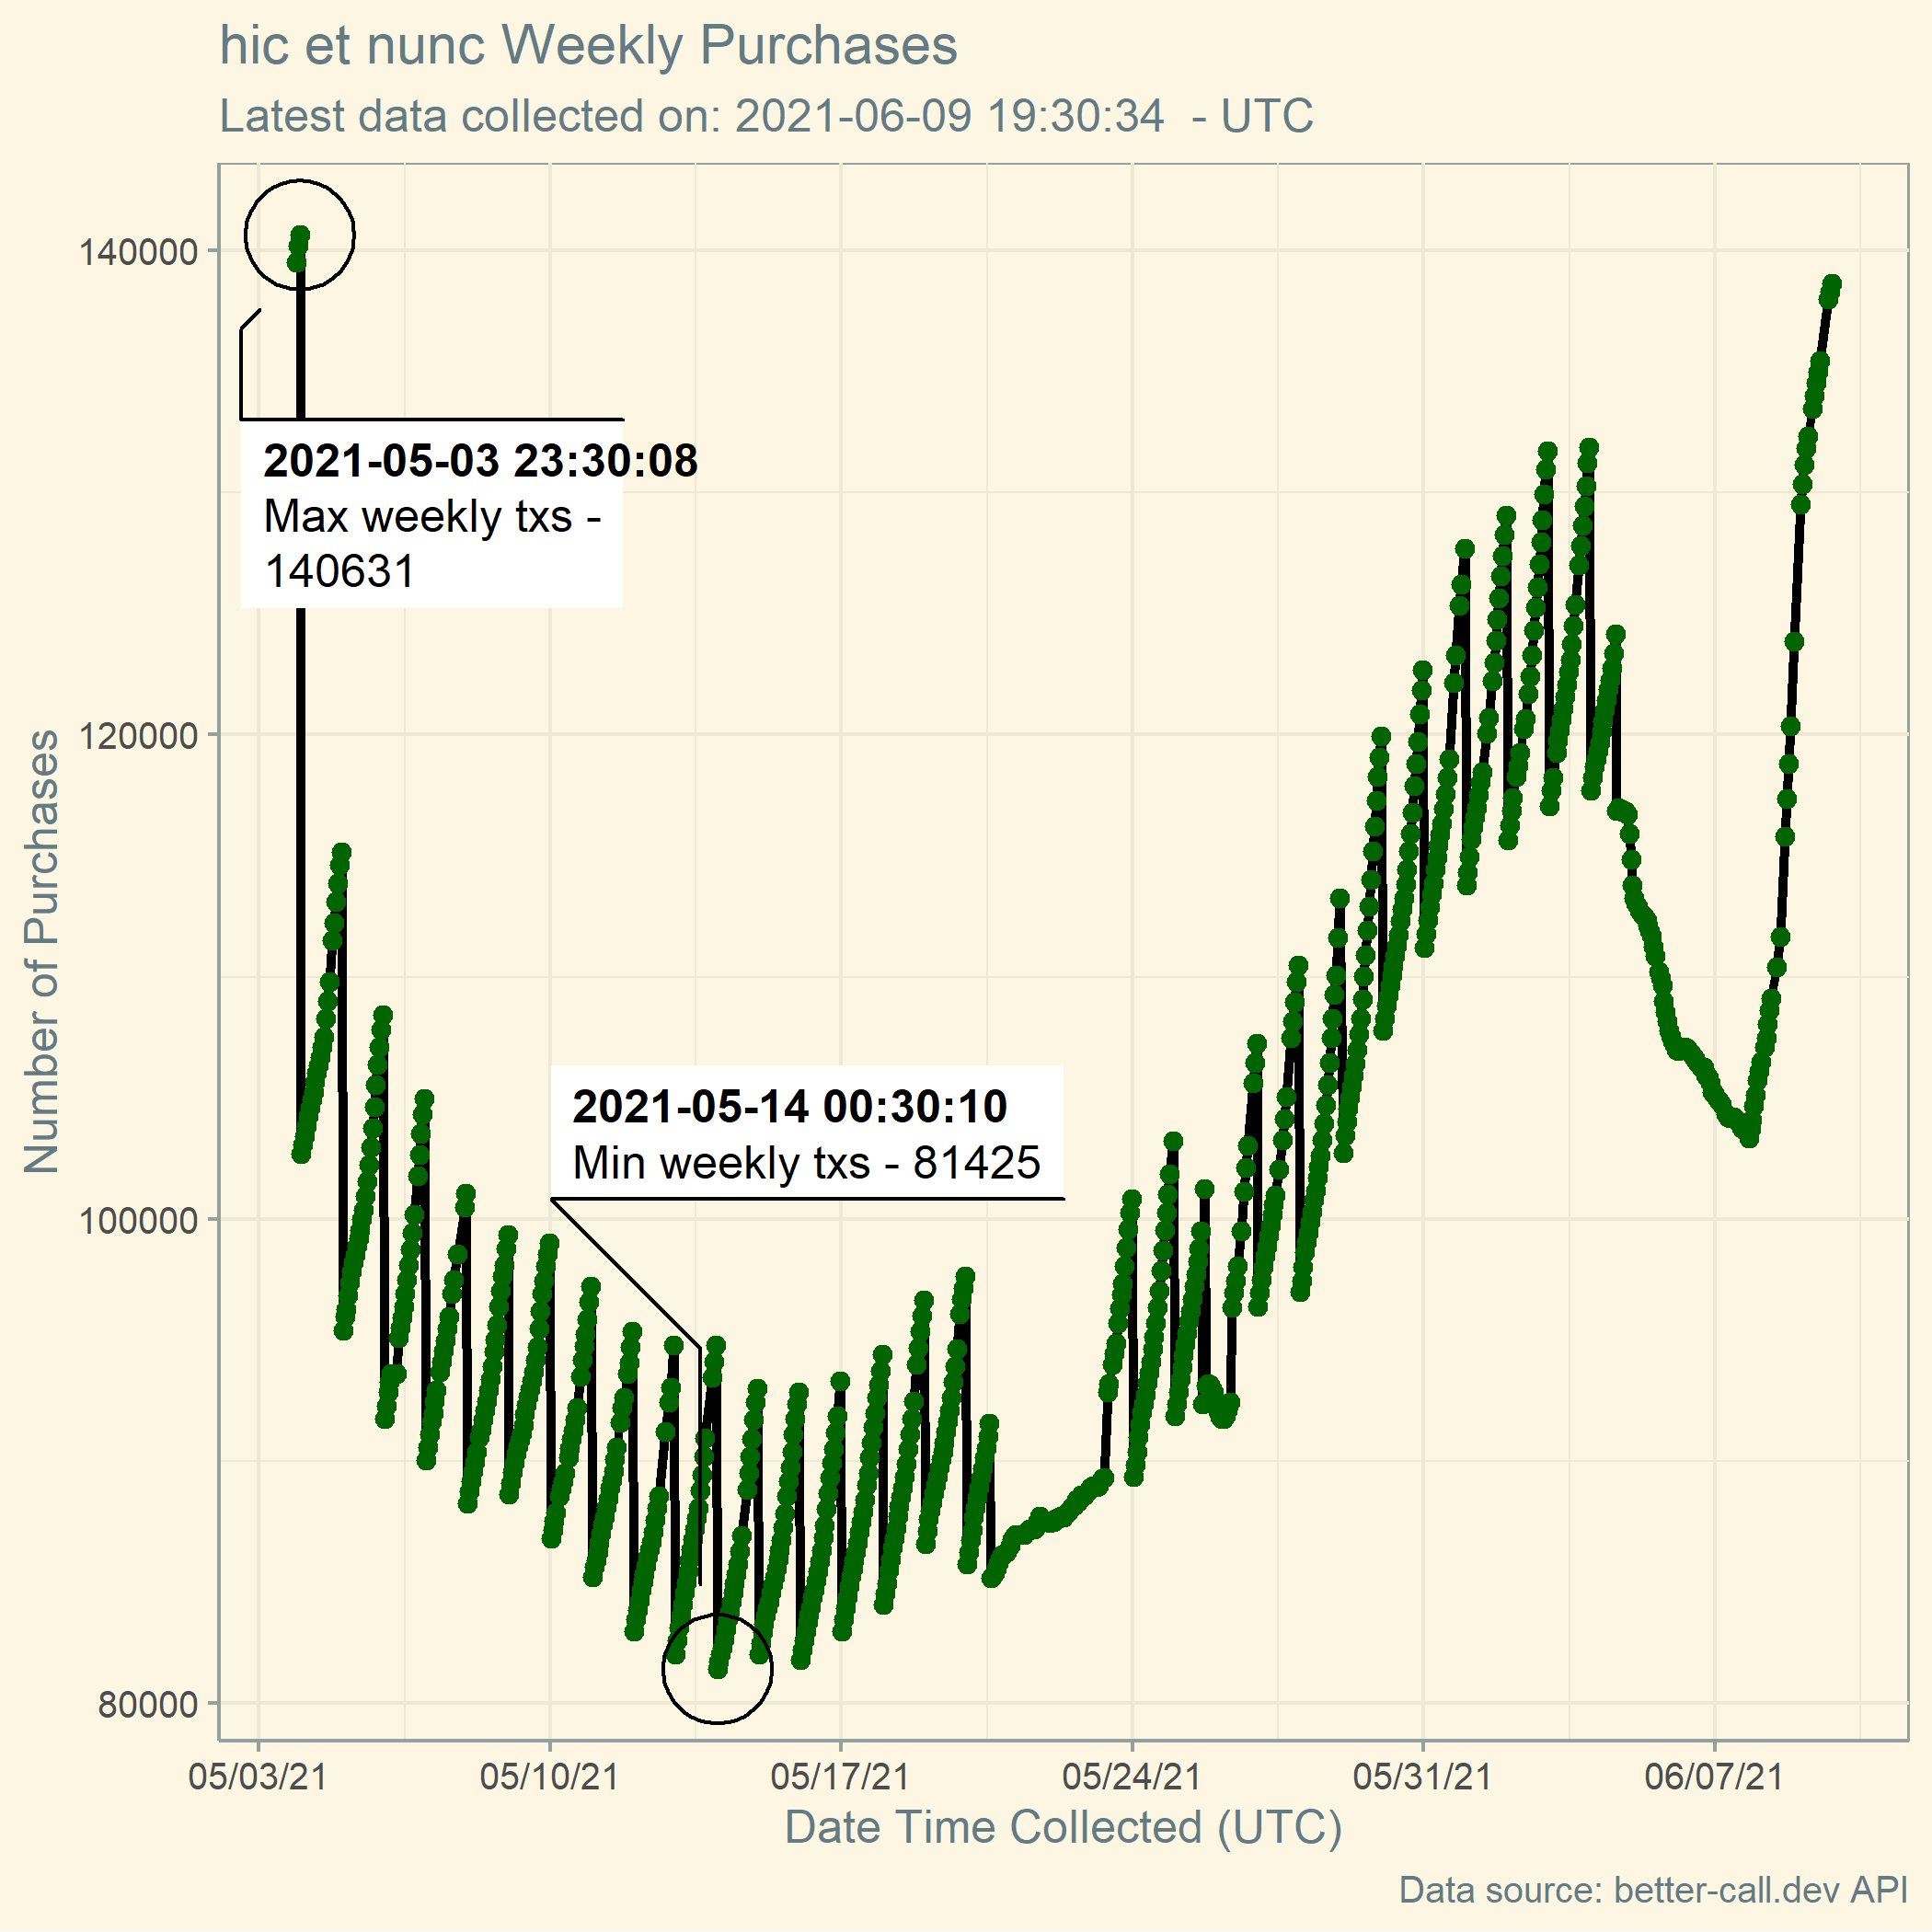 hic et nunc Weekly Purchases
Latest data collected on: 2021-06-09 19:30:34 - UTC
Number of Purchases
140000
120000
100000
80000
2021-05-03 23:30:08
Max weekly txs -
140631
2021-05-14 00:30:10
Min weekly txs - 81425
05/03/21 05/10/21 05/17/21 05/24/21 05/31/21 06/07/21
Date Time Collected (UTC)
Data source: better-call.dev API